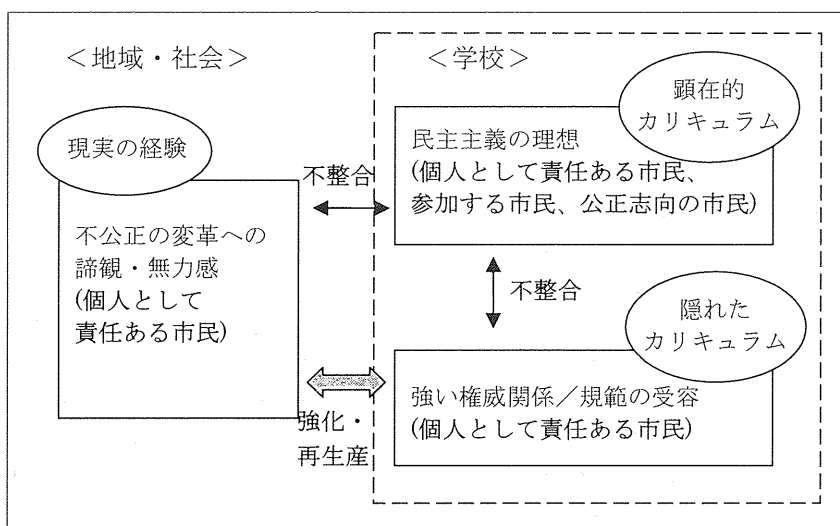 ＜地域・社会＞
＜学校＞
現実の経験
不公正の変革への
諦観・無力感
(個人として
責任ある市民)
不整合
顕在的
カリキュラム
民主主義の理想
(個人として責任ある市民、
参加する市民、公正志向の市民)
不整合
隠れた
カリキュラム
強い権威関係／規範の受容
(個人として責任ある市民)
強化・
再生産